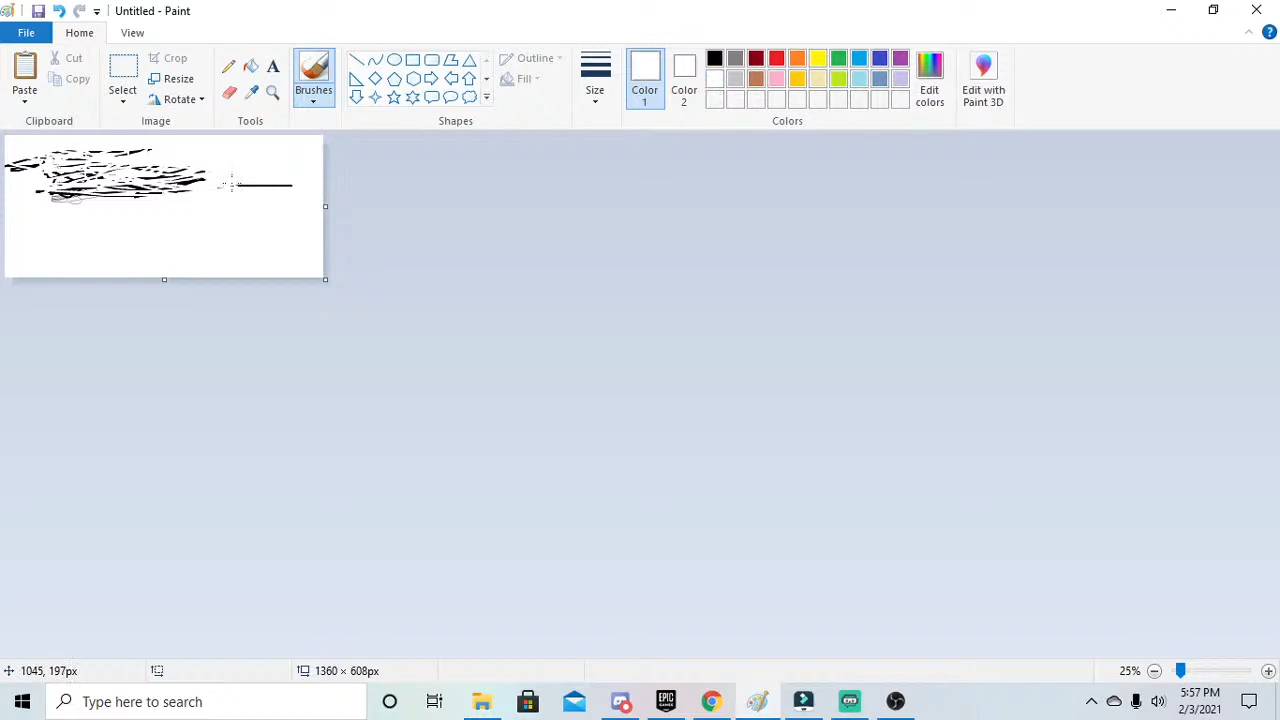 Untitled - Paint
File Home View
Paste
Cut
Copy
Clipboard
Select
Crop
Resize
Rotate
Image
A
Tools
Brushes
Outline
Fill
Shapes
Size
Color 1
Color 2
Edit colors
Colors
Edit with Paint 3D
1045, 197px
1360 × 608px
25%
Type here to search
EPIC GAMES
5:57 PM
2/3/2021